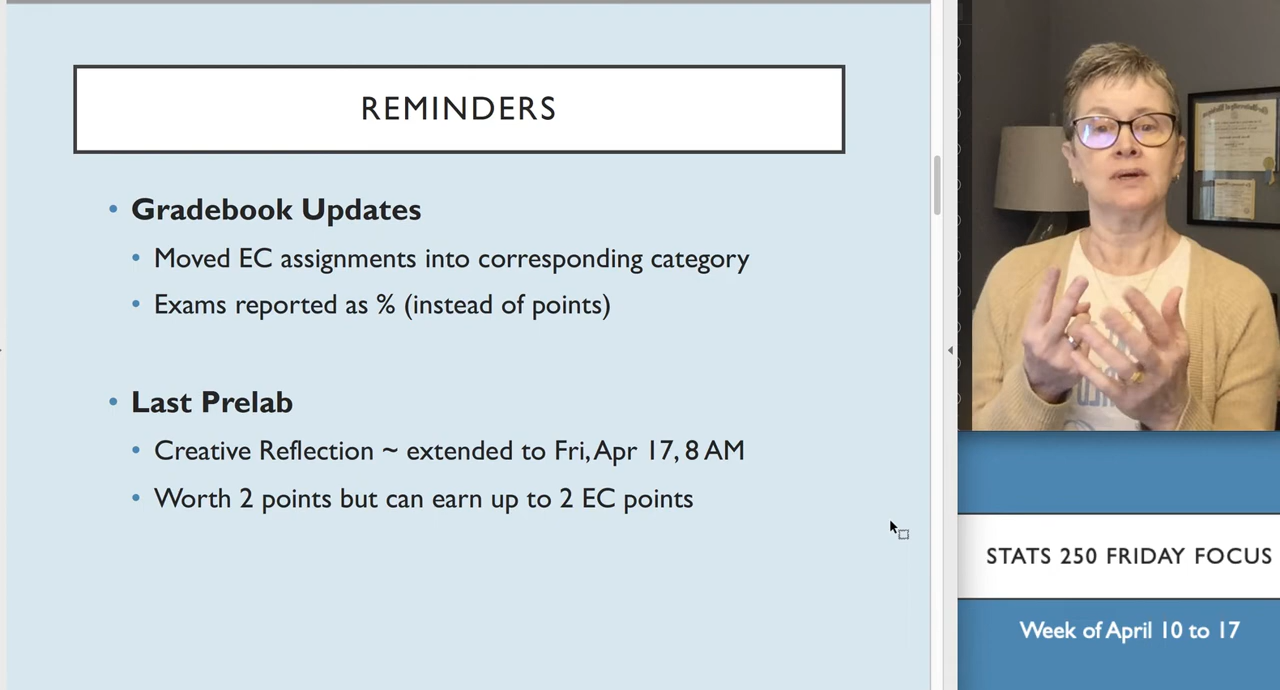 REMINDERS
• Gradebook Updates
• Moved EC assignments into corresponding category
• Exams reported as % (instead of points)
• Last Prelab
• Creative Reflection ~ extended to Fri, Apr 17, 8 AM
• Worth 2 points but can earn up to 2 EC points
STATS 250 FRIDAY FOCUS
Week of April 10 to 17